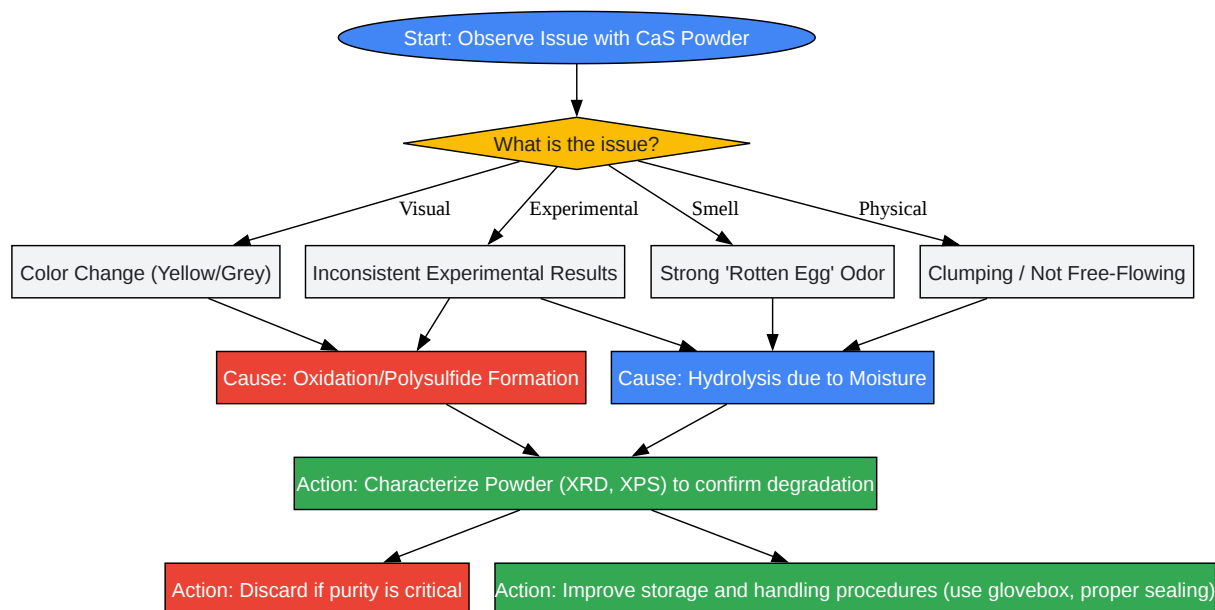 Start: Observe Issue with CaS Powder
What is the issue?
Visual
Experimental
Smell
Physical
Color Change (Yellow/Grey)
Inconsistent Experimental Results
Strong 'Rotten Egg' Odor
Clumping / Not Free-Flowing
Cause: Oxidation/Polysulfide Formation
Cause: Hydrolysis due to Moisture
Action: Characterize Powder (XRD, XPS) to confirm degradation
Action: Discard if purity is critical
Action: Improve storage and handling procedures (use glovebox, proper sealing)